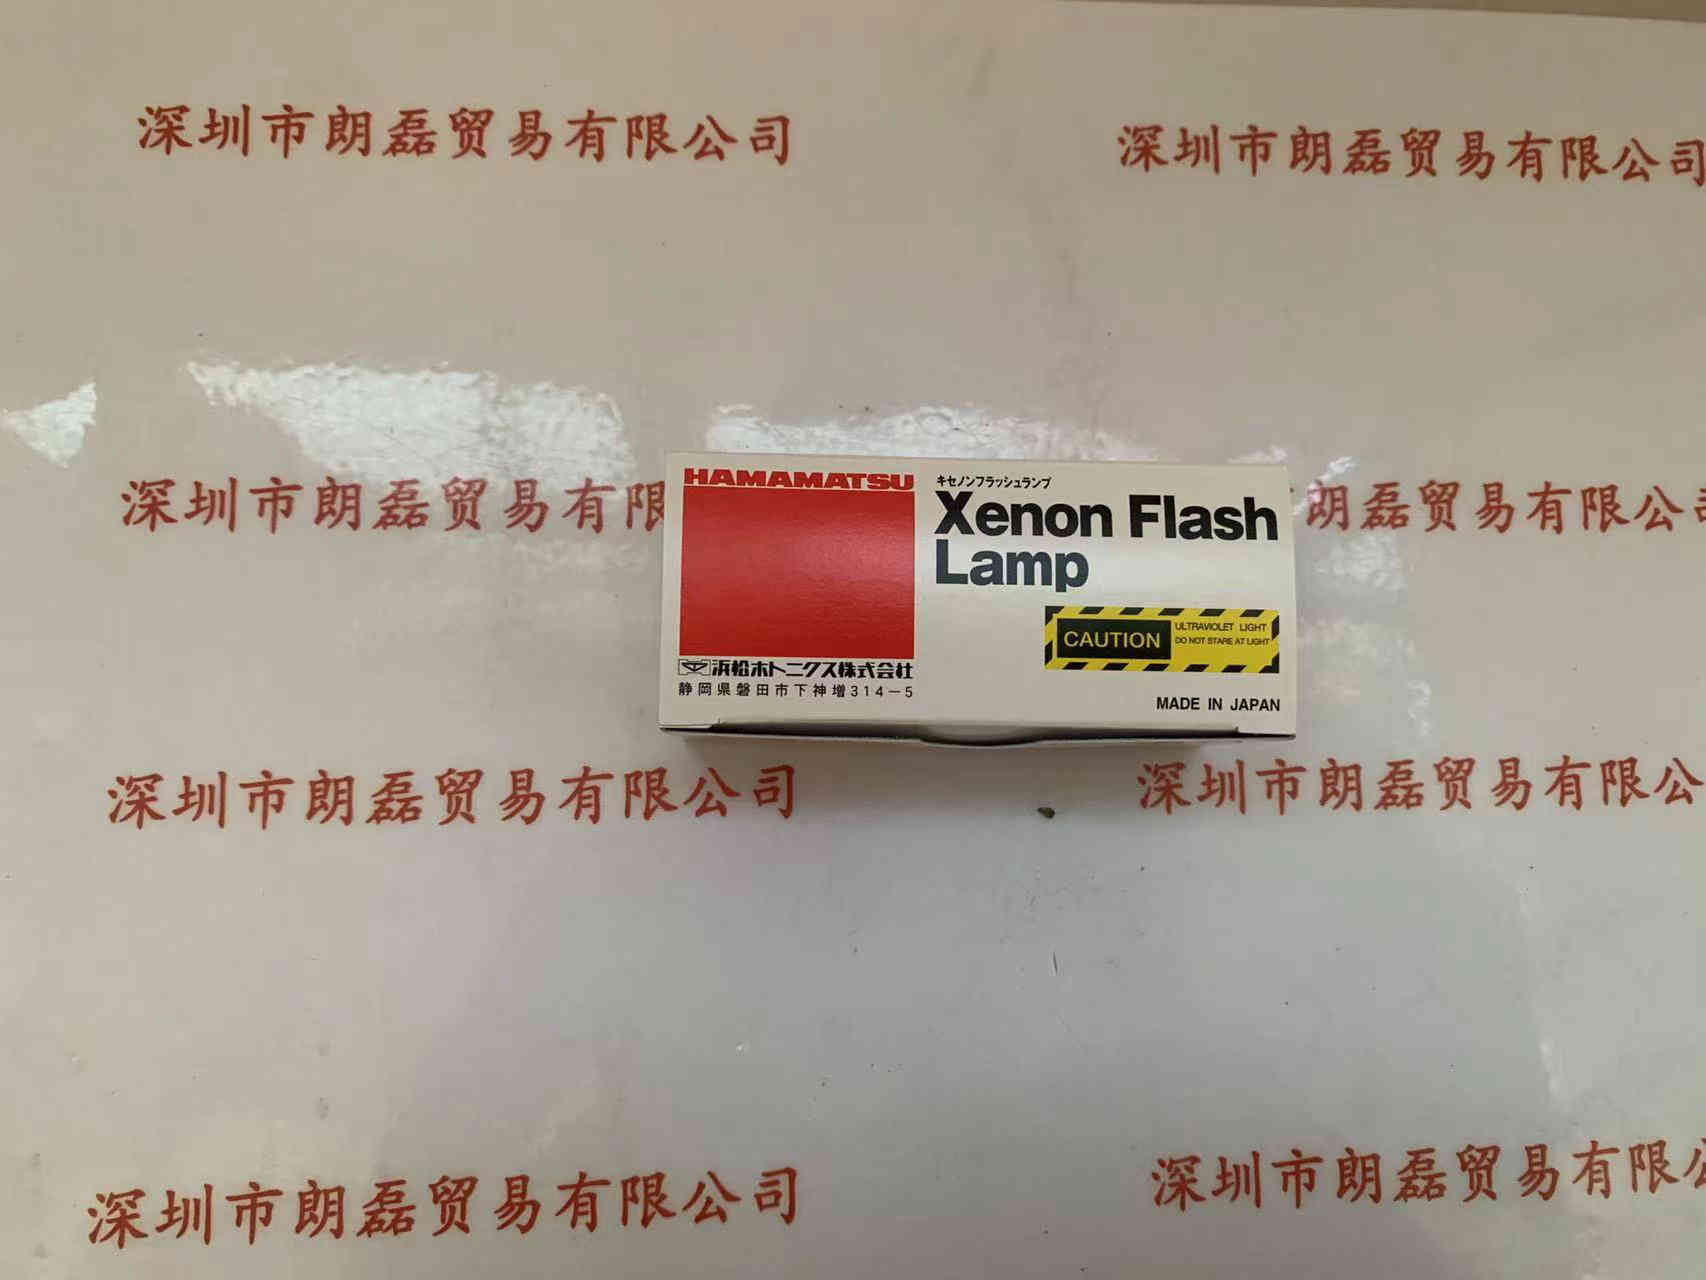 深圳市朗磊贸易有限公司
深圳市朗磊贸易有限公司
深圳市朗磊贸易有限
朗磊贸易有限公司
HAMAMATSU
浜松ホトニクス株式会社
静岡県磐田市下神増314-5
キセノンフラッシュランプ
Xenon Flash
Lamp
CAUTION
ULTRAVIOLET LIGHT
DO NOT STARE AT LIGHT
MADE IN JAPAN
深圳市朗磊贸易有限公司
深圳市朗磊贸易有限公
深圳市朗磊贸易有限公司
深圳市朗磊贸易有限公